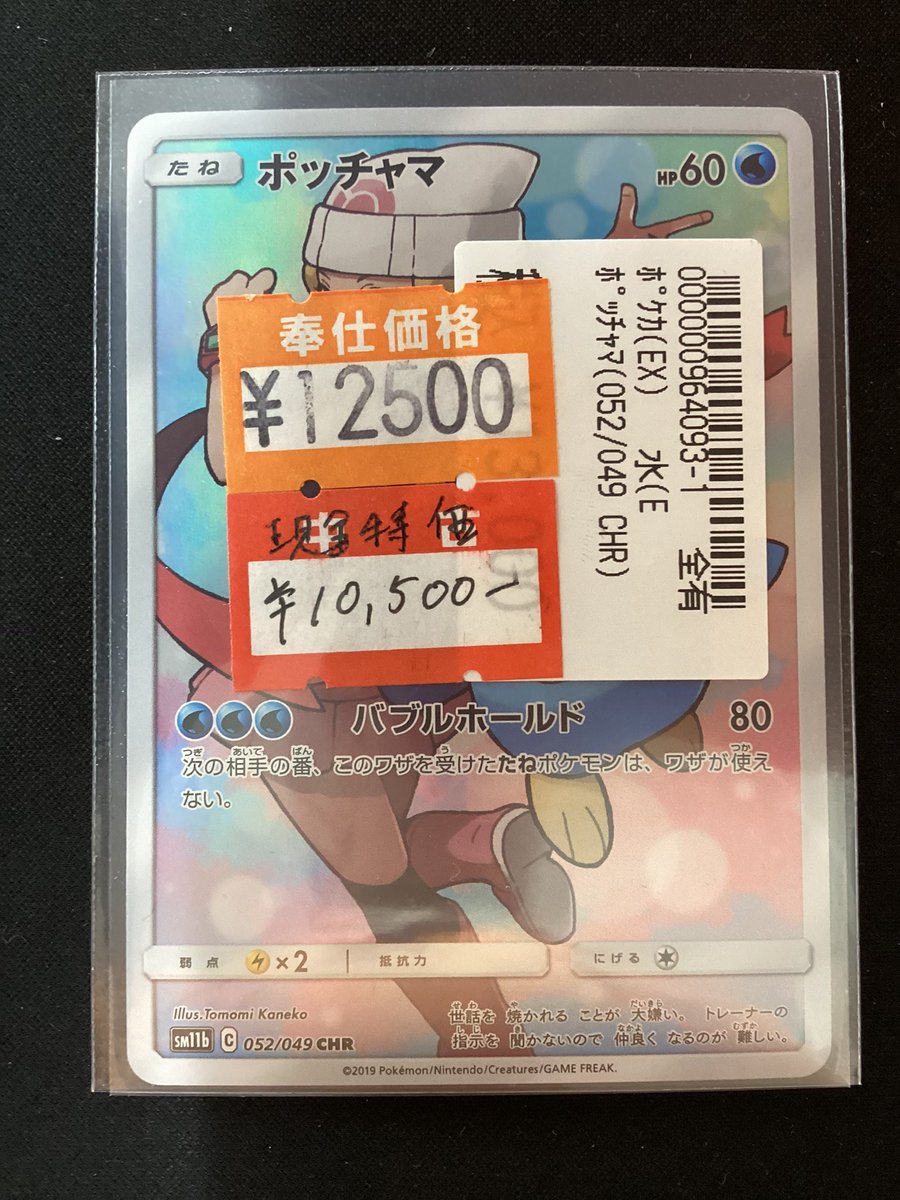 たね ポッチャマ HP60
奉仕価格
¥12500
現金特価
¥10,500-
0000000964093-1 全有
ポケカ(EX) 水(E
ポッチャマ(052/049 CHR)
バブルホールド 80
次の相手の番、このワザを受けたたねポケモンは、ワザが使え
ない。
弱点 ×2 抵抗力 にげる
Illus. Tomomi Kaneko
世話を 焼かれる ことが 大嫌い。 トレーナーの
指示を 聞かないので 仲良く なるのが 難しい。
SM11b C 052/049 CHR
©2019 Pokémon/Nintendo/Creatures/GAME FREAK.